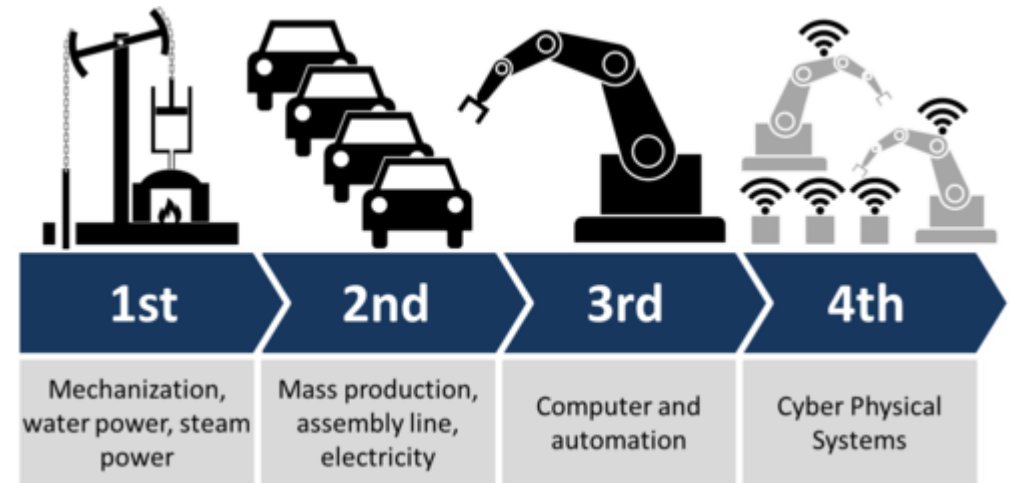 1st
2nd
3rd
4th
Mechanization,
water power, steam
power
Mass production,
assembly line,
electricity
Computer and
automation
Cyber Physical
Systems